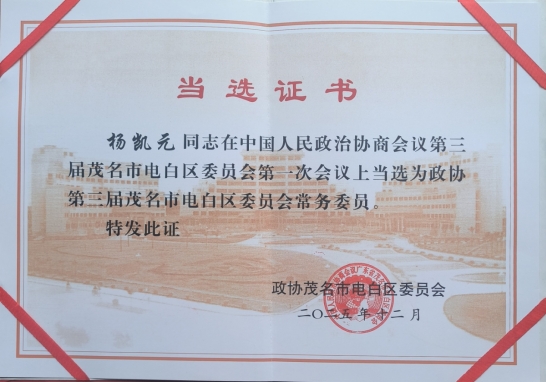 当选证书
杨凯元 同志在中国人民政治协商会议第三
届茂名市电白区委员会第一次会议上当选为政协
第三届茂名市电白区委员会常务委员。
特发此证
政协茂名市电白区委员会
二〇二五年十二月